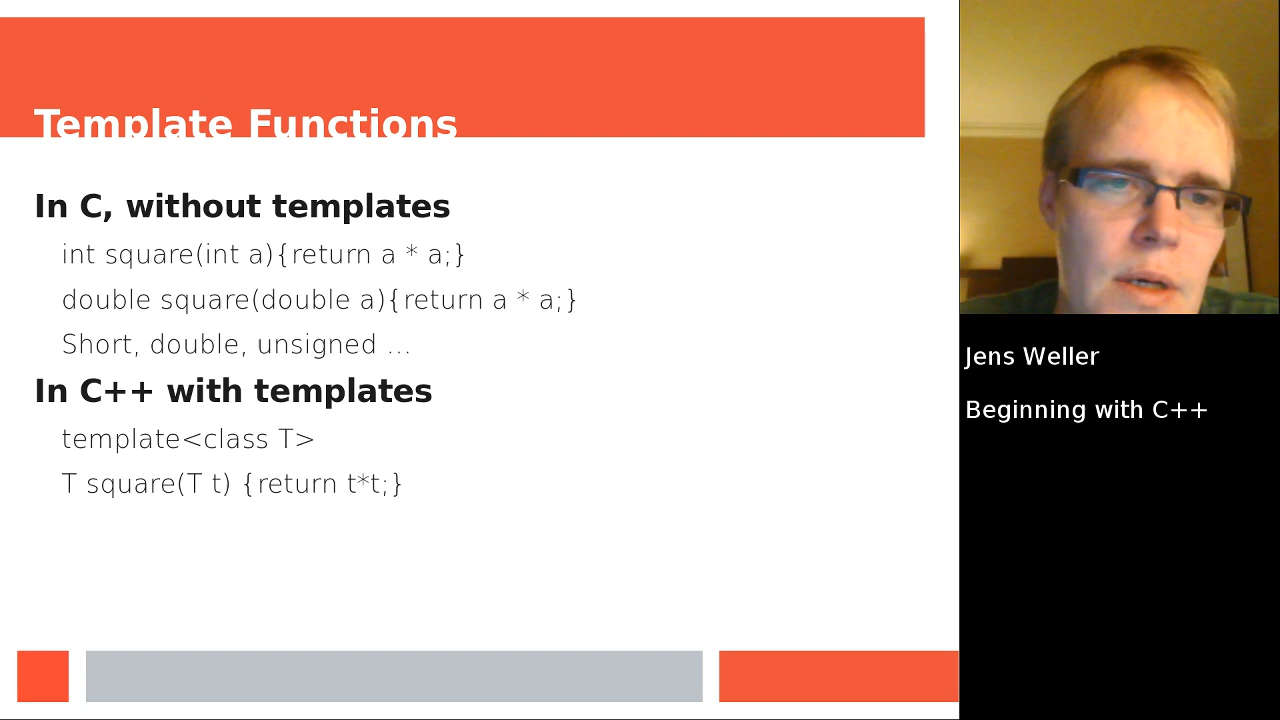 Template Functions
In C, without templates
int square(int a){return a * a;}
double square(double a){return a * a;}
Short, double, unsigned ...
In C++ with templates
template<class T>
T square(T t) {return t*t;}
Jens Weller
Beginning with C++